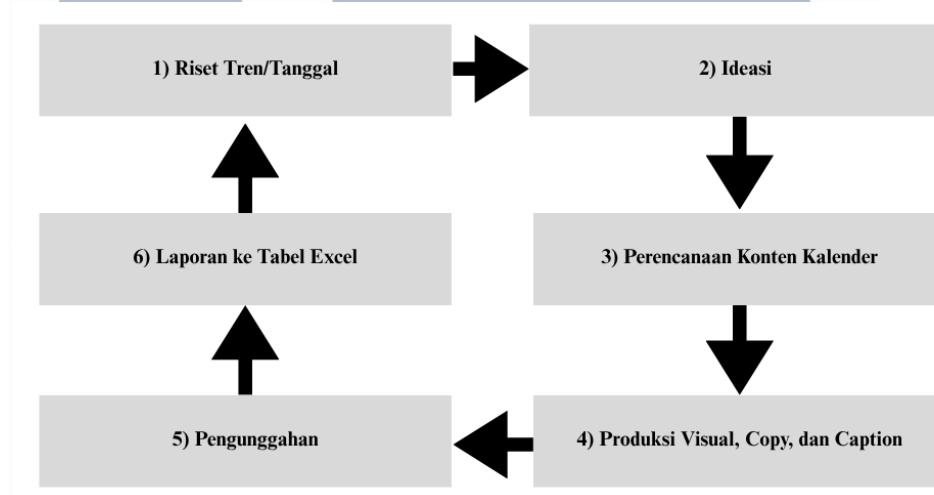 1) Riset Tren/Tanggal
2) Ideasi
3) Perencanaan Konten Kalender
4) Produksi Visual, Copy, dan Caption
5) Pengunggahan
6) Laporan ke Tabel Excel